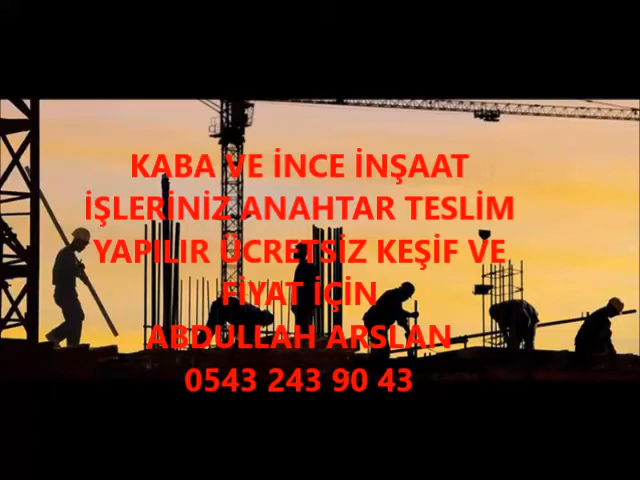 KABA VE İNCE İNŞAAT
İŞLERİNİZ ANAHTAR TESLİM
YAPILIR ÜCRETSİZ KEŞİF VE
FİYAT İÇİN
ABDULLAH ARSLAN
0543 243 90 43